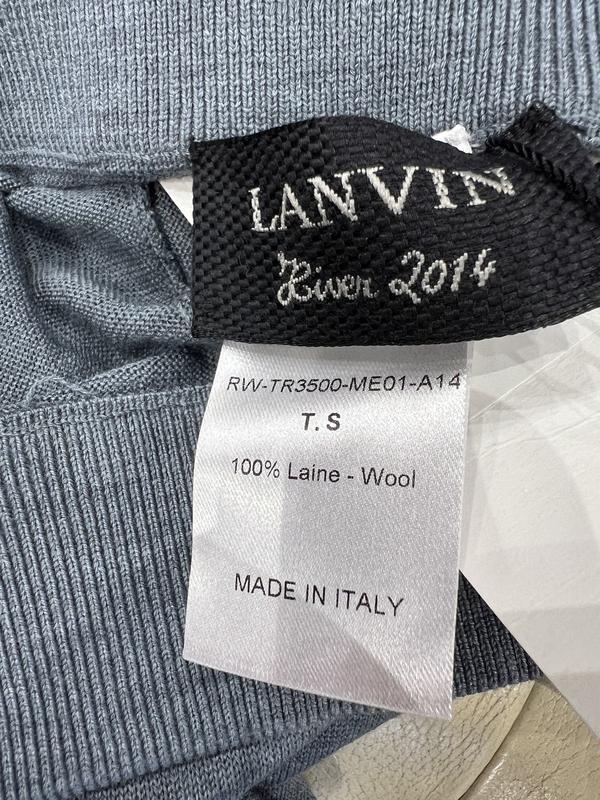 LANVIN
Hiver 2014
RW-TR3500-ME01-A14
T. S
100% Laine - Wool
MADE IN ITALY